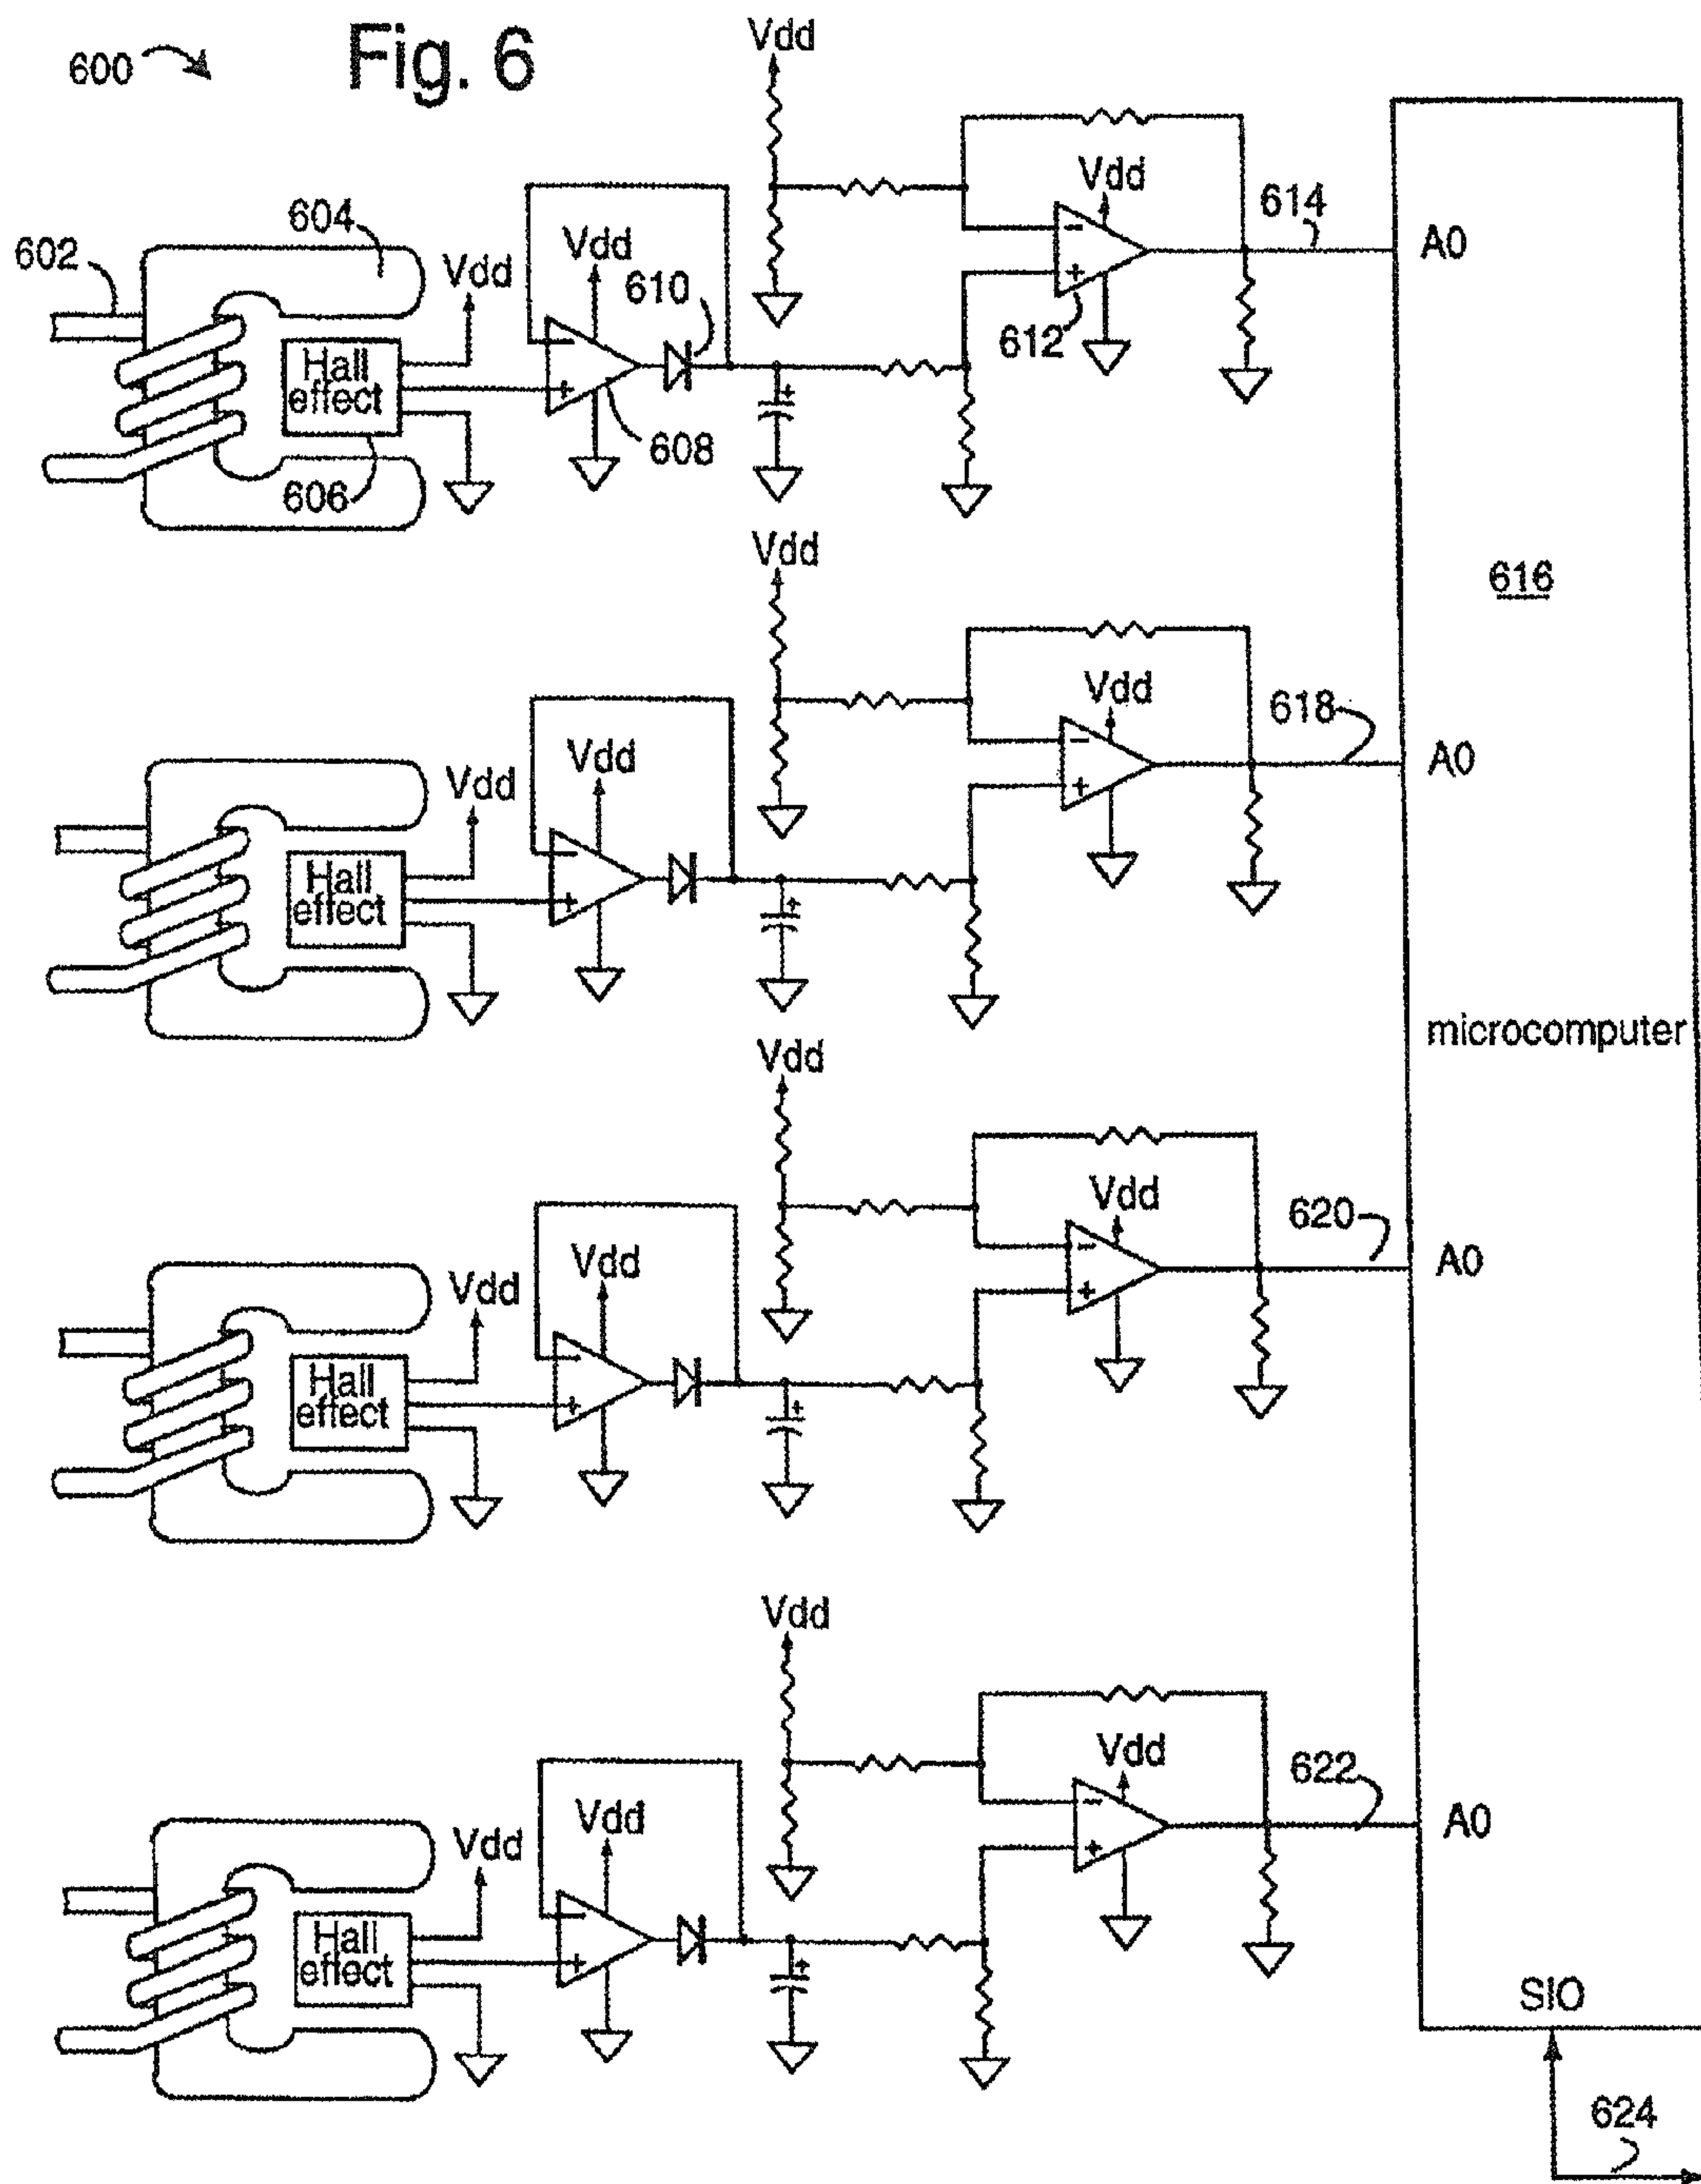 Fig. 6
600
Vdd
Vdd
604
614
602
Vdd
A0
Vdd
610
612
Hall
effect
-
+
-
+
+
608
606
Vdd
616
Vdd
618
Vdd
A0
Vdd
Hall
effect
-
+
-
+
+
microcomputer
Vdd
Vdd
620
Vdd
A0
Vdd
Hall
effect
-
+
-
+
+
Vdd
Vdd
622
Vdd
A0
Vdd
Hall
effect
-
+
-
+
+
SIO
624